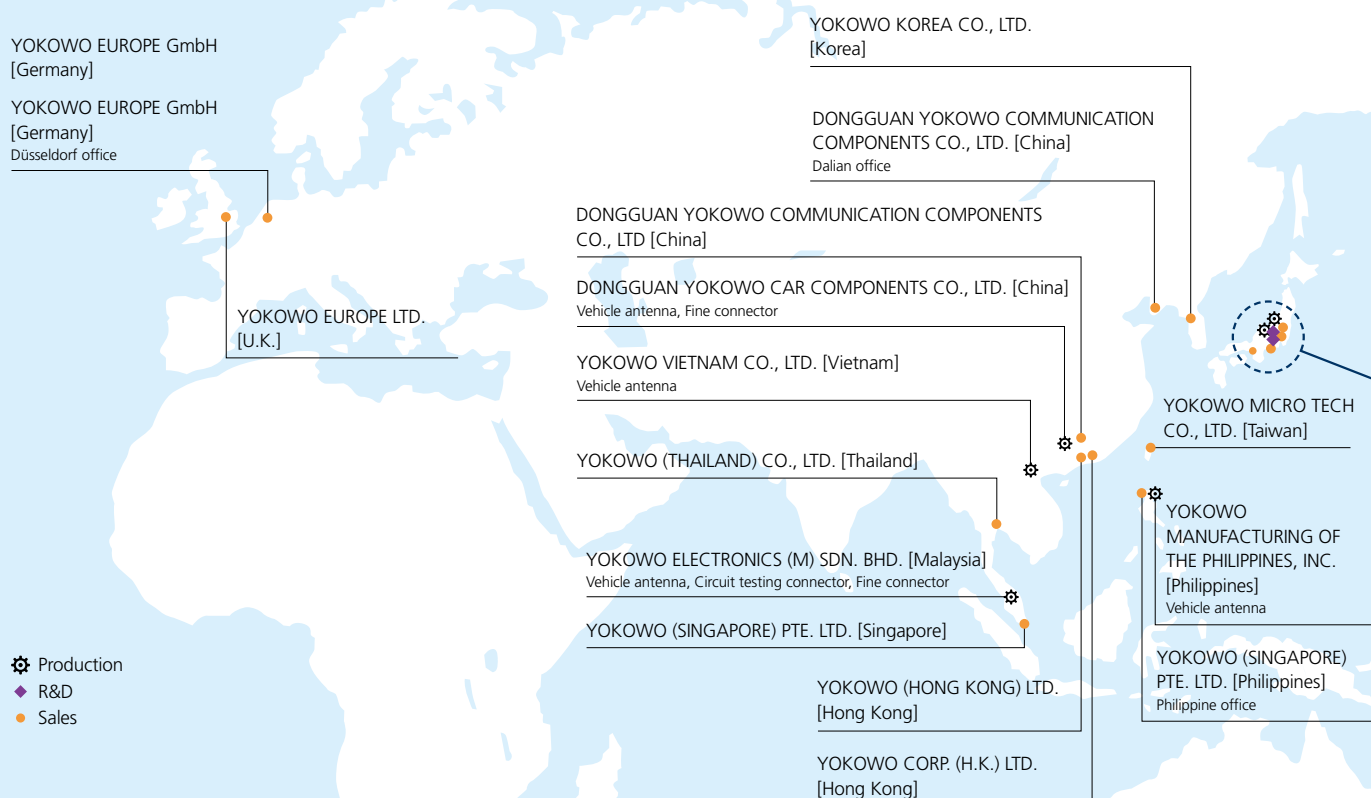 YOKOWO EUROPE GmbH
[Germany]
YOKOWO EUROPE GmbH
[Germany]
Düsseldorf office
YOKOWO EUROPE LTD.
[U.K.]
YOKOWO KOREA CO., LTD.
[Korea]
DONGGUAN YOKOWO COMMUNICATION
COMPONENTS CO., LTD. [China]
Dalian office
DONGGUAN YOKOWO COMMUNICATION COMPONENTS
CO., LTD [China]
DONGGUAN YOKOWO CAR COMPONENTS CO., LTD. [China]
Vehicle antenna, Fine connector
YOKOWO VIETNAM CO., LTD. [Vietnam]
Vehicle antenna
YOKOWO (THAILAND) CO., LTD. [Thailand]
YOKOWO ELECTRONICS (M) SDN. BHD. [Malaysia]
Vehicle antenna, Circuit testing connector, Fine connector
YOKOWO (SINGAPORE) PTE. LTD. [Singapore]
YOKOWO (HONG KONG) LTD.
[Hong Kong]
YOKOWO CORP. (H.K.) LTD.
[Hong Kong]
YOKOWO MICRO TECH
CO., LTD. [Taiwan]
YOKOWO
MANUFACTURING OF
THE PHILIPPINES, INC.
[Philippines]
Vehicle antenna
YOKOWO (SINGAPORE)
PTE. LTD. [Philippines]
Philippine office
Production
R&D
Sales